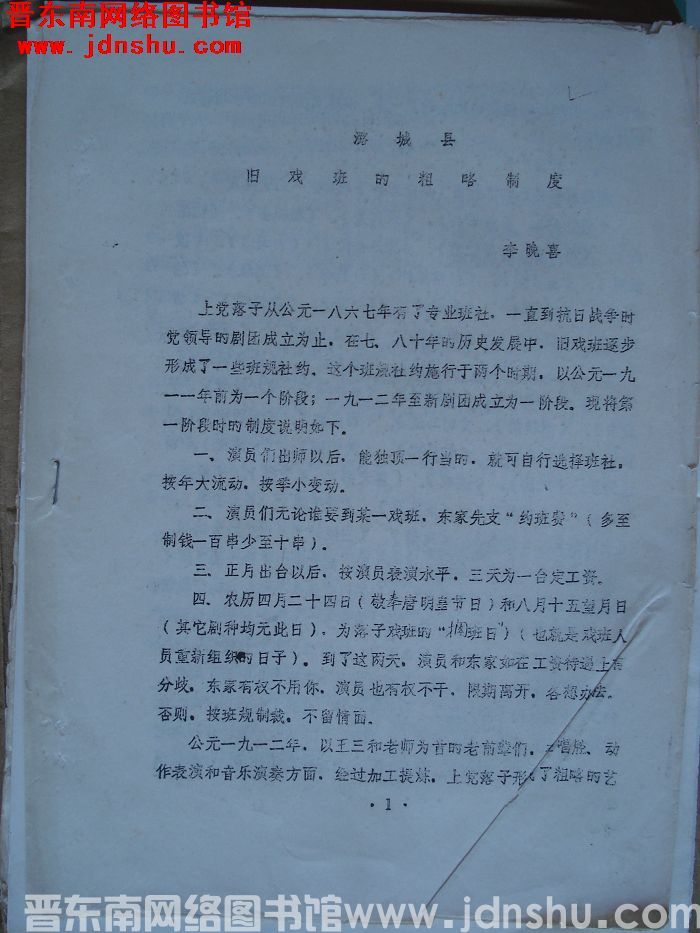 晋东南网络图书馆
www.jdnshu.com
潞城县
旧戏班的粗略制度
李晚喜
上党落子从公元一八六七年有了专业班社，一直到抗日战争时
党领导的剧团成立为止，在七、八十年的历史发展中，旧戏班逐步
形成了一些班规社约，这个班规社约施行于两个时期，以公元一九
一一年前为一个阶段；一九一二年至新剧团成立为一阶段。现将第
一阶段时的制度说明如下。
一、演员们出师以后，能独顶一行当的，就可自行选择班社。
按年大流动，按季小变动。
二、演员们无论谁要到某一戏班，东家先支“约班费”（多至
制钱一百串少至十串）。
三、正月出台以后，按演员表演水平，三天为一台定工资。
四、农历四月二十四日（敬奉唐明皇节日）和八月十五望月日
（其它剧种均无此日），为落子戏班的“搁班日”）（也就是戏班人
员重新组织的日子）。到了这两天，演员和东家如在工资待遇上有
分歧，东家有权不用你，演员也有权不干，限期离开，各想办法。
否则，按班规制裁，不留情面。
公元一九一二年，以王三和老师为首的老前辈们，唱腔、动
作表演和音乐演奏方面，经过加工提炼，上党落子形了粗略的艺
·1·
晋东南网络图书馆www.jdnshu.com